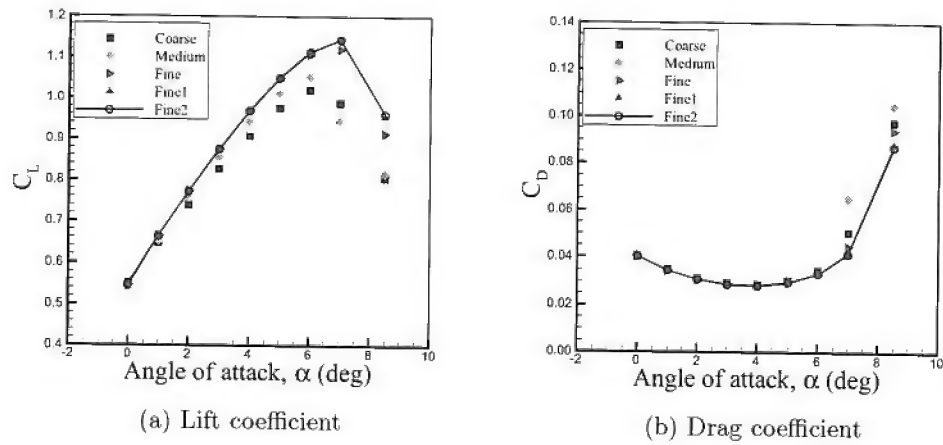 1.2
1.1
1.0
0.9
0.8
0.7
0.6
0.5
0.4
C_L
Coarse
Medium
Fine
Fine1
Fine2
-2
0
2
4
6
8
10
Angle of attack, α (deg)
(a) Lift coefficient
0.14
0.12
0.10
0.08
0.06
0.04
0.02
0.00
C_D
Coarse
Medium
Fine
Fine1
Fine2
-2
0
2
4
6
8
10
Angle of attack, α (deg)
(b) Drag coefficient